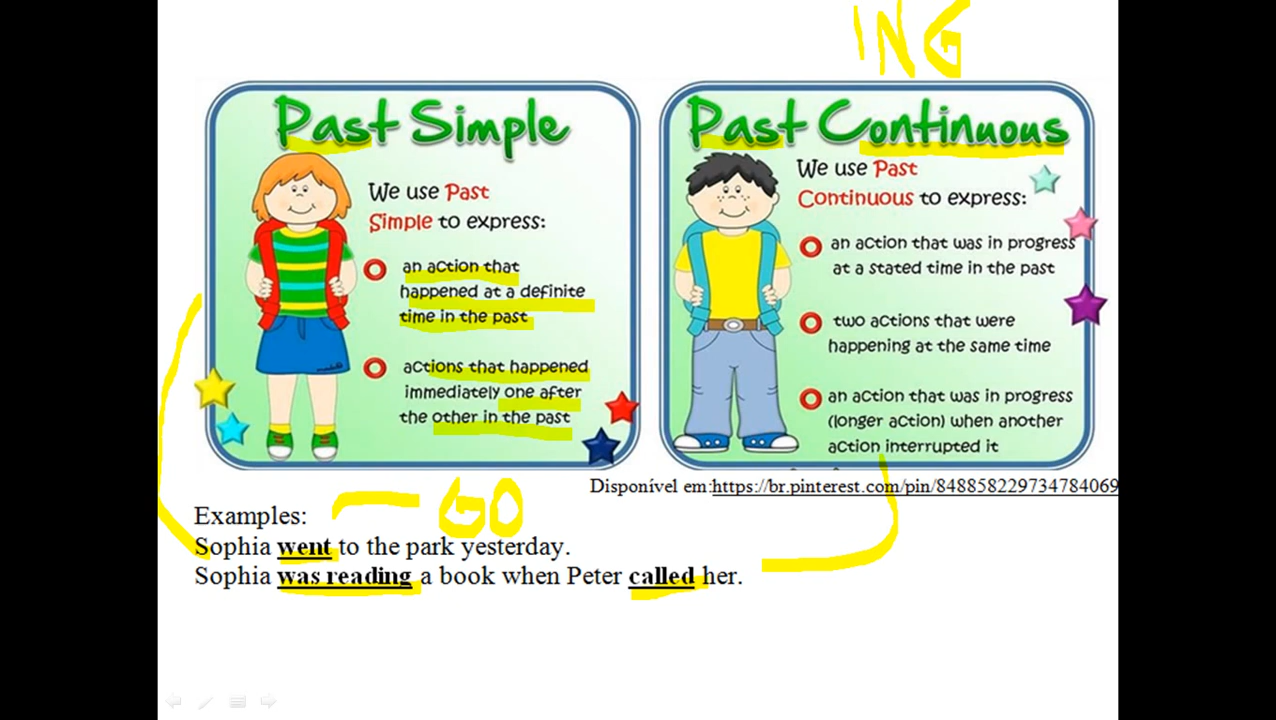 ING
Past Simple
We use Past
Simple to express:
an action that
happened at a definite
time in the past
actions that happened
immediately one after
the other in the past
Past Continuous
We use Past
Continuous to express:
an action that was in progress
at a stated time in the past
two actions that were
happening at the same time
an action that was in progress
(longer action) when another
action interrupted it
Disponível em:https://br.pinterest.com/pin/848858229734784069
Examples:
— GO
Sophia went to the park yesterday.
Sophia was reading a book when Peter called her.